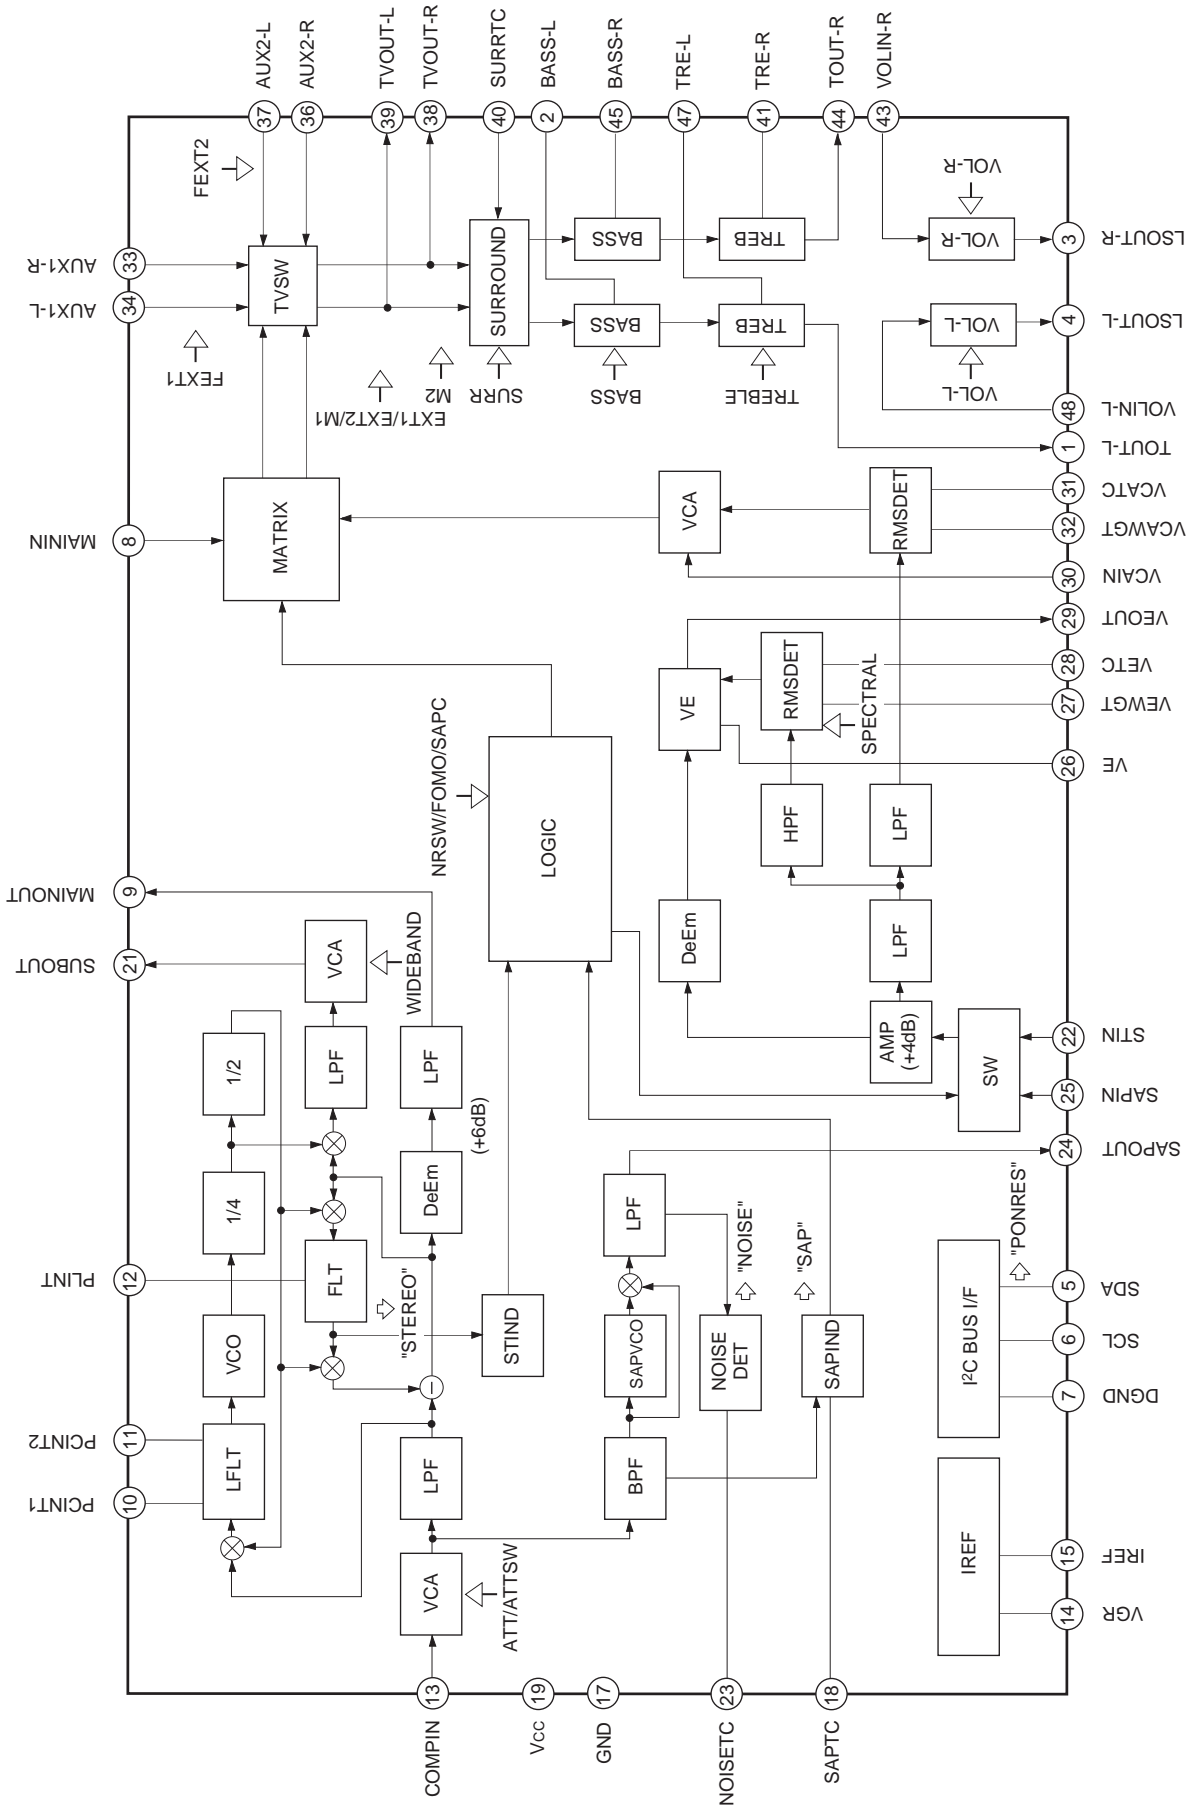 37 AUX2-L
36 AUX2-R
39 TVOUT-L
38 TVOUT-R
40 SURRTC
2 BASS-L
45 BASS-R
47 TRE-L
41 TRE-R
44 TOUT-R
43 VOLIN-R
FEXT2
33 AUX1-R
34 AUX1-L
FEXT1
TVSW
EXT1/EXT2/M1
M2
SURROUND
SURR
BASS
BASS
BASS
TREB
TREB
TREBLE
VOL-R
VOL-R
VOL-L
VOL-L
3 LSOUT-R
4 LSOUT-L
48 VOLIN-L
1 TOUT-L
31 VCATC
32 VCAWGT
30 VCAIN
29 VEOUT
28 VETC
27 VEWGT
26 VE
8 MAININ
MATRIX
VCA
RMSDET
VE
RMSDET
SPECTRAL
HPF
LPF
LPF
DeEm
AMP
(+4dB)
SW
NRSW/FOMO/SAPC
LOGIC
9 MAINOUT
21 SUBOUT
VCA
WIDEBAND
LPF
LPF
(+6dB)
DeEm
1/2
1/4
12 PLINT
FLT
"STEREO"
STIND
VCO
11 PCINT2
10 PCINT1
LFLT
LPF
VCA
ATT/ATTSW
BPF
SAPVCO
LPF
NOISE
DET
"NOISE"
SAPIND
"SAP"
22 STIN
25 SAPIN
24 SAPOUT
"PONRES"
I²C BUS I/F
5 SDA
6 SCL
7 DGND
IREF
15 IREF
14 VGR
13 COMPIN
19 Vcc
17 GND
23 NOISETC
18 SAPTC